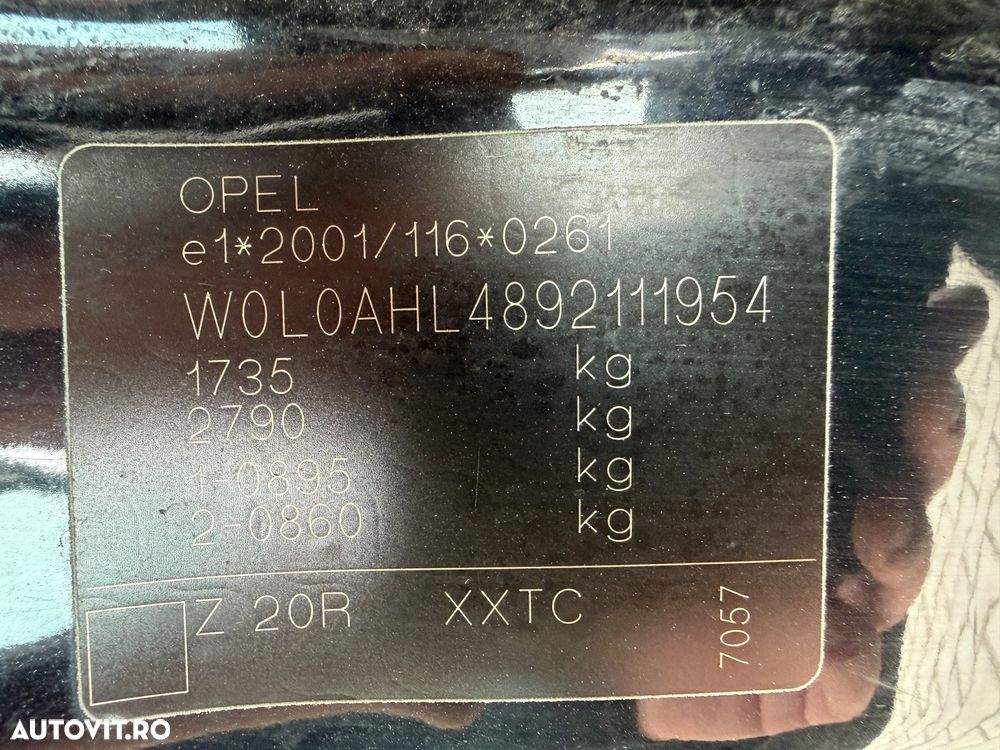 OPEL
e1*2001/116*0261
W0L0AHL4892111954
1735 kg
2790 kg
1-0895 kg
2-0860 kg
Z 20R XXTC
7057
AUTOVIT.RO